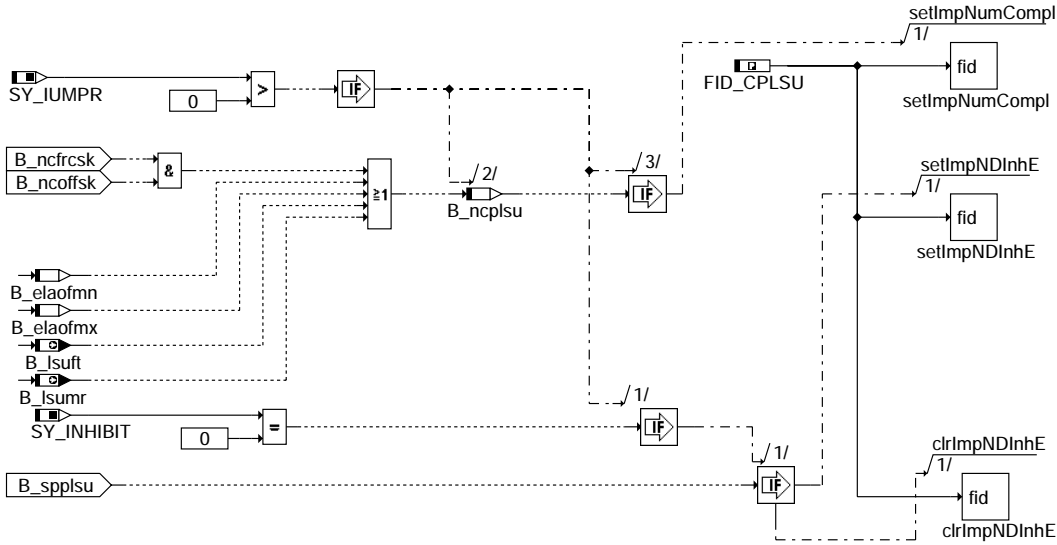 setImpNumCompl
1/
fid
setImpNumCompl
FID_CPLSU
SY_IUMPR
0
>
IF
B_ncfrcsk
B_ncoffsk
&
≥1
/2/
B_ncplsu
/3/
IF
setImpNDInhE
1/
fid
setImpNDInhE
B_elaofmn
B_elaofmx
B_lsuft
B_lsumr
SY_INHIBIT
0
=
/1/
IF
B_spplsu
/1/
IF
clrImpNDInhE
1/
fid
clrImpNDInhE